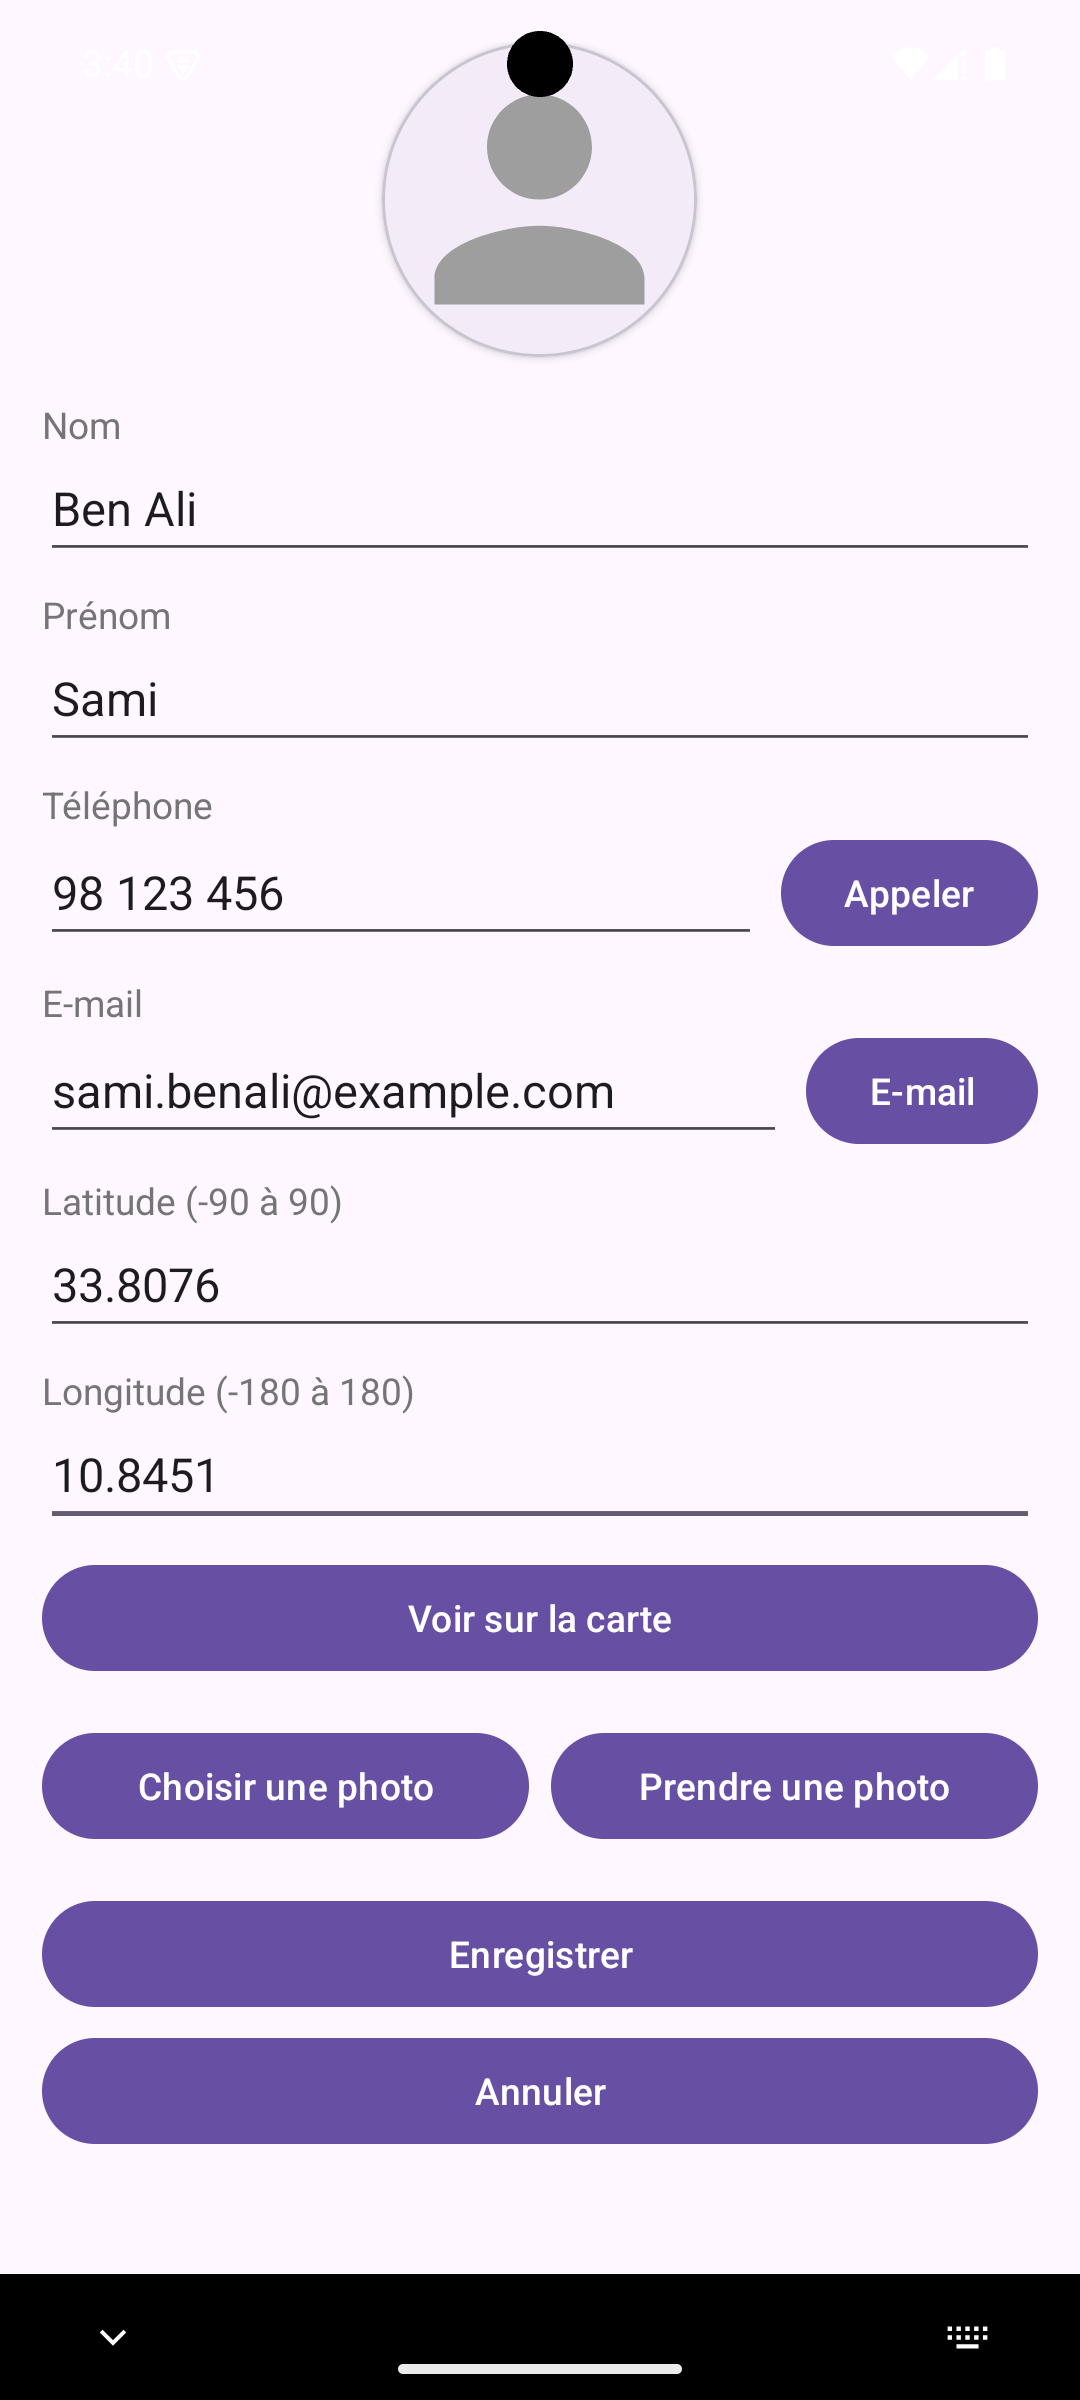 3:40
Nom
Ben Ali
Prénom
Sami
Téléphone
98 123 456
Appeler
E-mail
sami.benali@example.com
E-mail
Latitude (-90 à 90)
33.8076
Longitude (-180 à 180)
10.8451
Voir sur la carte
Choisir une photo
Prendre une photo
Enregistrer
Annuler